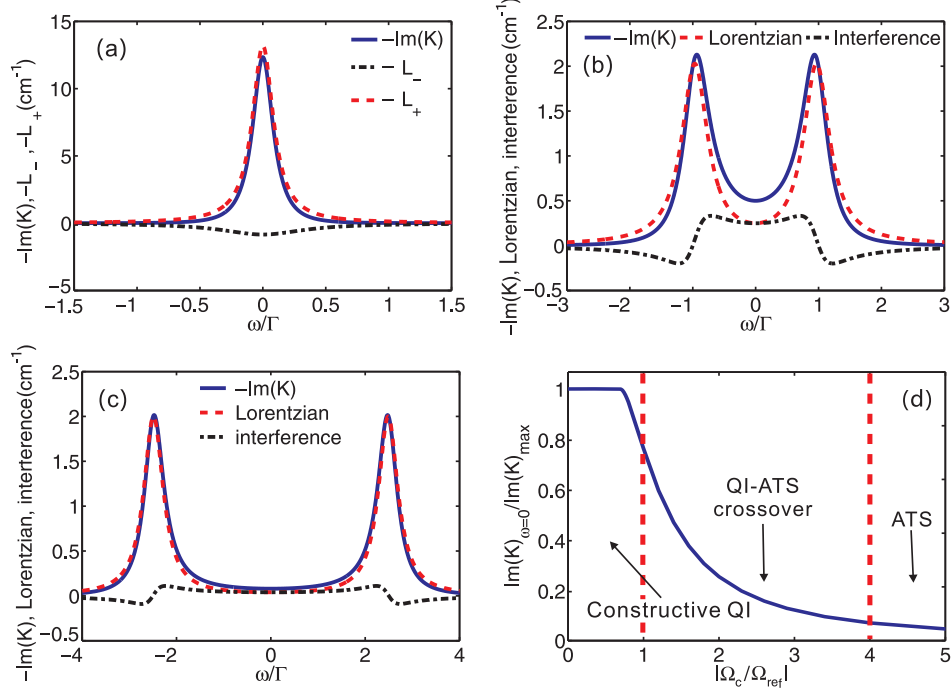 (a)
−Im(K)
− L_−
− L_+
−Im(K), −L_−, −L_+(cm⁻¹)
15
10
5
0
−5
−1.5 −1 −0.5 0 0.5 1 1.5
ω/Γ
(b)
−Im(K) Lorentzian Interference
−Im(K), Lorentzian, interference(cm⁻¹)
2.5
2
1.5
1
0.5
0
−0.5
−3 −2 −1 0 1 2 3
ω/Γ
(c)
−Im(K)
Lorentzian
interference
−Im(K), Lorentzian, interference(cm⁻¹)
2.5
2
1.5
1
0.5
0
−0.5
−4 −2 0 2 4
ω/Γ
(d)
Im(K)_ω=0/Im(K)_max
1
0.8
0.6
0.4
0.2
0
QI-ATS
crossover
ATS
Constructive QI
0 1 2 3 4 5
|Ω_c/Ω_ref|